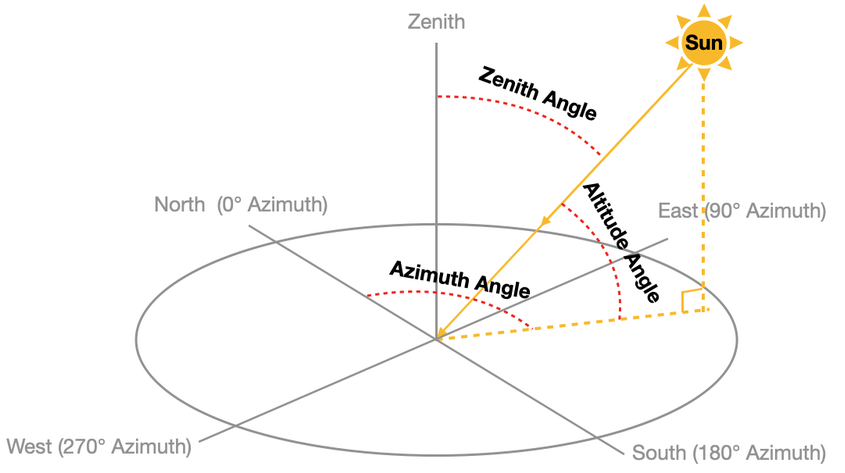 Zenith
Sun
Zenith Angle
North  (0° Azimuth)
East (90° Azimuth)
Altitude Angle
Azimuth Angle
West (270° Azimuth)
South (180° Azimuth)